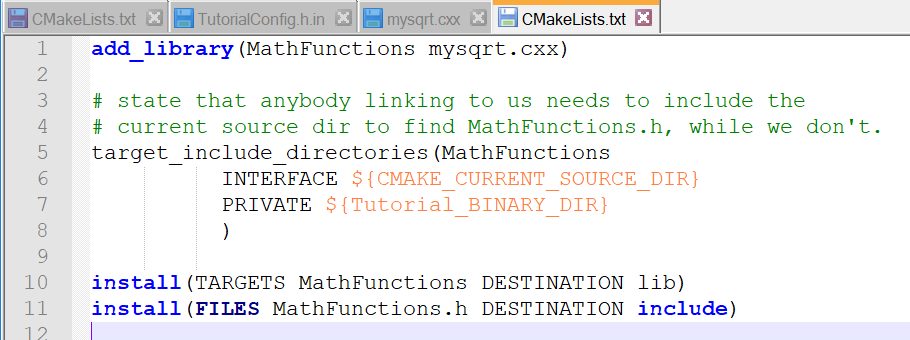 CMakeLists.txt TutorialConfig.h.in mysqrt.cxx CMakeLists.txt
1 add_library(MathFunctions mysqrt.cxx)
2
3 # state that anybody linking to us needs to include the
4 # current source dir to find MathFunctions.h, while we don't.
5 target_include_directories(MathFunctions
6 INTERFACE ${CMAKE_CURRENT_SOURCE_DIR}
7 PRIVATE ${Tutorial_BINARY_DIR}
8 )
9
10 install(TARGETS MathFunctions DESTINATION lib)
11 install(FILES MathFunctions.h DESTINATION include)
12